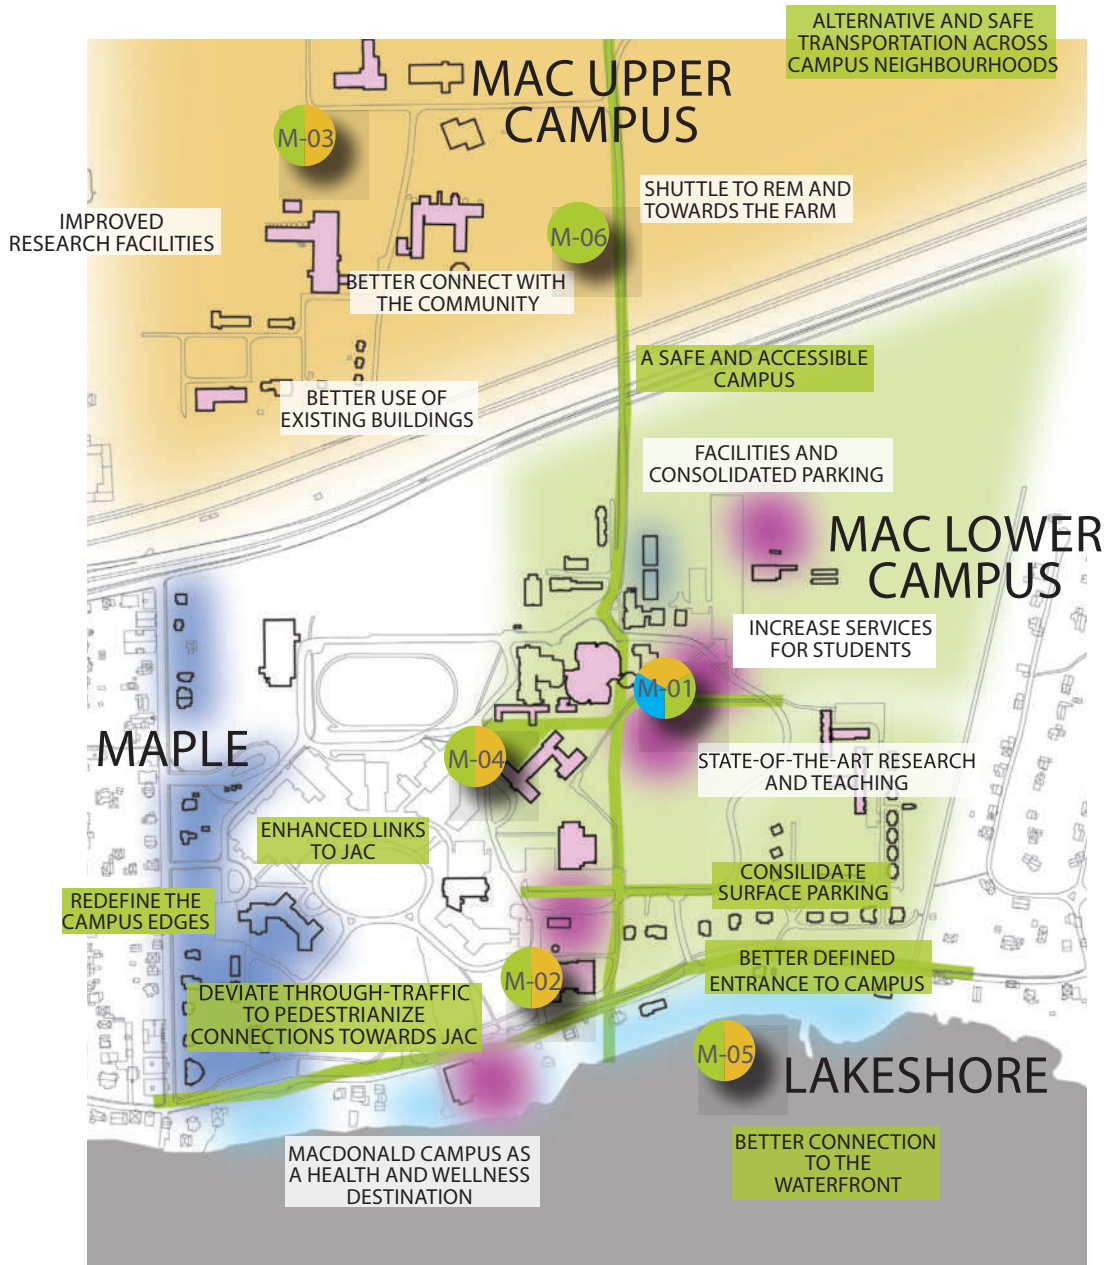 ALTERNATIVE AND SAFE
TRANSPORTATION ACROSS
CAMPUS NEIGHBOURHOODS
MAC UPPER
CAMPUS
M-03
SHUTTLE TO REM AND
TOWARDS THE FARM
IMPROVED
RESEARCH FACILITIES
M-06
BETTER CONNECT WITH
THE COMMUNITY
A SAFE AND ACCESSIBLE
CAMPUS
BETTER USE OF
EXISTING BUILDINGS
FACILITIES AND
CONSOLIDATED PARKING
MAC LOWER
CAMPUS
INCREASE SERVICES
FOR STUDENTS
M-01
MAPLE
M-04
STATE-OF-THE-ART RESEARCH
AND TEACHING
ENHANCED LINKS
TO JAC
CONSILIDATE
SURFACE PARKING
REDEFINE THE
CAMPUS EDGES
BETTER DEFINED
ENTRANCE TO CAMPUS
M-02
DEVIATE THROUGH-TRAFFIC
TO PEDESTRIANIZE
CONNECTIONS TOWARDS JAC
M-05
LAKESHORE
MACDONALD CAMPUS AS
A HEALTH AND WELLNESS
DESTINATION
BETTER CONNECTION
TO THE
WATERFRONT